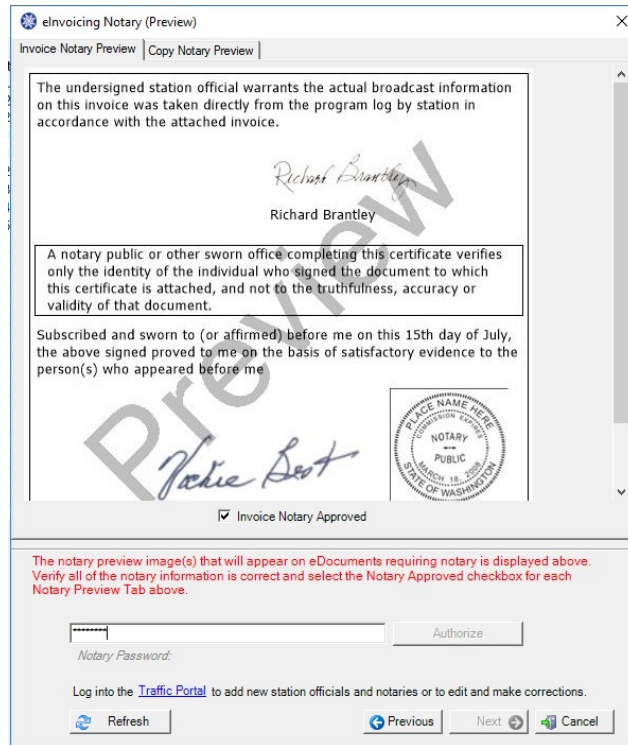 eInvoicing Notary (Preview)
Invoice Notary Preview
Copy Notary Preview
The undersigned station official warrants the actual broadcast information
on this invoice was taken directly from the program log by station in
accordance with the attached invoice.
Richard Brantley
Richard Brantley
A notary public or other sworn office completing this certificate verifies
only the identity of the individual who signed the document to which
this certificate is attached, and not to the truthfulness, accuracy or
validity of that document.
Subscribed and sworn to (or affirmed) before me on this 15th day of July,
the above signed proved to me on the basis of satisfactory evidence to the
person(s) who appeared before me
Preview
Vickie Best
PLACE NAME HERE
COMMISSION EXPIRES
NOTARY
PUBLIC
MARCH 18, 2008
STATE OF WASHINGTON
Invoice Notary Approved
The notary preview image(s) that will appear on eDocuments requiring notary is displayed above.
Verify all of the notary information is correct and select the Notary Approved checkbox for each
Notary Preview Tab above.
********
Authorize
Notary Password:
Log into the Traffic Portal to add new station officials and notaries or to edit and make corrections.
Refresh
Previous
Next
Cancel